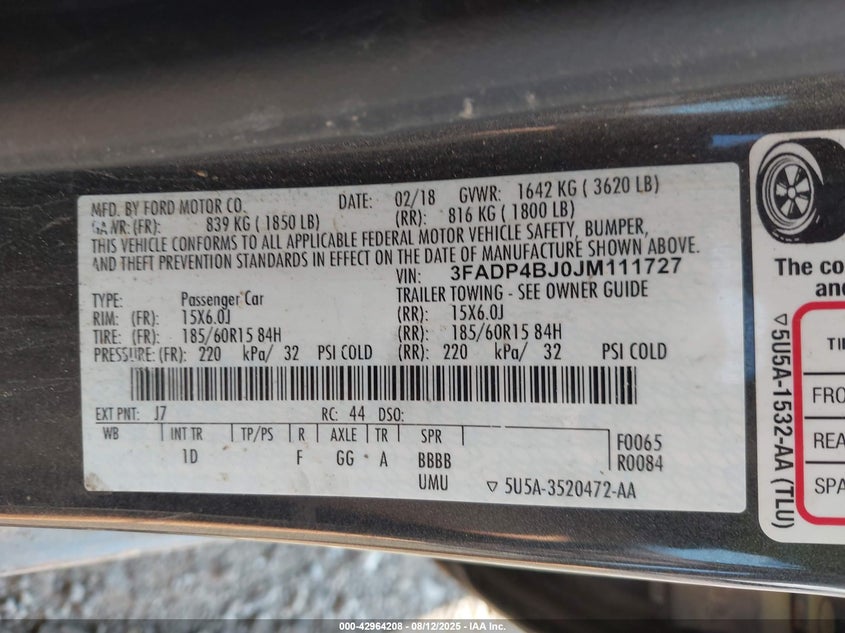 MFD. BY FORD MOTOR CO. DATE: 02/18 GVWR: 1642 KG ( 3620 LB)
GAWR: (FR): 839 KG ( 1850 LB) (RR): 816 KG ( 1800 LB)
THIS VEHICLE CONFORMS TO ALL APPLICABLE FEDERAL MOTOR VEHICLE SAFETY, BUMPER,
AND THEFT PREVENTION STANDARDS IN EFFECT ON THE DATE OF MANUFACTURE SHOWN ABOVE.
VIN: 3FADP4BJ0JM111727
TYPE: Passenger Car TRAILER TOWING - SEE OWNER GUIDE
RIM: (FR): 15X6.0J (RR): 15X6.0J
TIRE: (FR): 185/60R15 84H (RR): 185/60R15 84H
PRESSURE: (FR): 220 kPa/ 32 PSI COLD (RR): 220 kPa/ 32 PSI COLD
EXT PNT: J7 RC: 44 DSO:
WB INT TR TP/PS R AXLE TR SPR F0065
1D F GG A BBBB R0084
UMU ▽ 5U5A-3520472-AA
▽5U5A-1532-AA (TLU)
The co
an
TI
FRO
REA
SPA
000-42964208 - 08/12/2025 - IAA Inc.